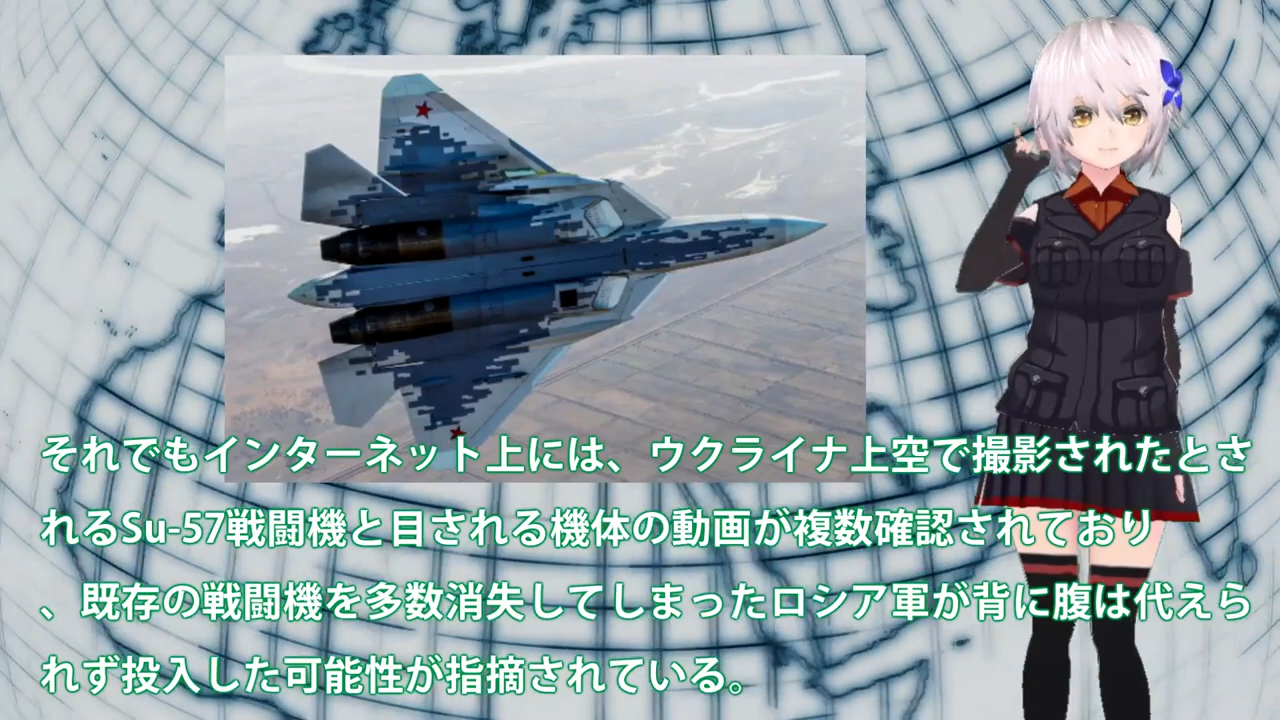 それでもインターネット上には、ウクライナ上空で撮影されたとさ
れるSu-57戦闘機と目される機体の動画が複数確認されており
、既存の戦闘機を多数消失してしまったロシア軍が背に腹は代えら
れず投入した可能性が指摘されている。